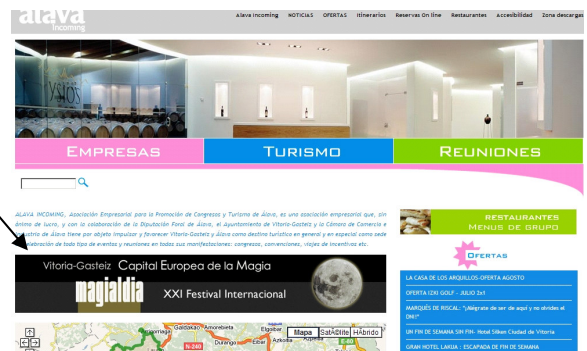 alava
incoming
Alava Incoming NOTICIAS OFERTAS Itinerarios Reservas On line Restaurantes Accesibilidad Zona descargas
EMPRESAS TURISMO REUNIONES
ALAVA INCOMING, Asociación Empresarial para la Promoción de Congresos y Turismo de Álava, es una asociación empresarial que, sin
ánimo de lucro, y con la colaboración de la Diputación Foral de Álava, el Ayuntamiento de Vitoria-Gasteiz y la Cámara de Comercio e
Industria de Álava tiene por objeto impulsar y favorecer Vitoria-Gasteiz y Álava como destino turístico en general y en especial como sede
celebración de todo tipo de eventos y reuniones en todas sus manifestaciones: congresos, convenciones, viajes de incentivos etc.
RESTAURANTES
MENUS DE GRUPO
OFERTAS
LA CASA DE LOS ARQUILLOS-OFERTA AGOSTO
OFERTA IZKI GOLF - JULIO 2x1
MARQUÉS DE RISCAL: "¡Alégrate de ser de aquí y no olvides el
DNI!"
UN FIN DE SEMANA SIN FIN- Hotel Silken Ciudad de Vitoria
GRAN HOTEL LAKUA : ESCAPADA DE FIN DE SEMANA
Vitoria-Gasteiz Capital Europea de la Magia
magialdia XXI Festival Internacional
Galdakao Amorebieta Elgoibar
Mapa SatÃ©lite HÃbrido
Durango Eibar Azkoitia Azpeitia
N-240 E-80